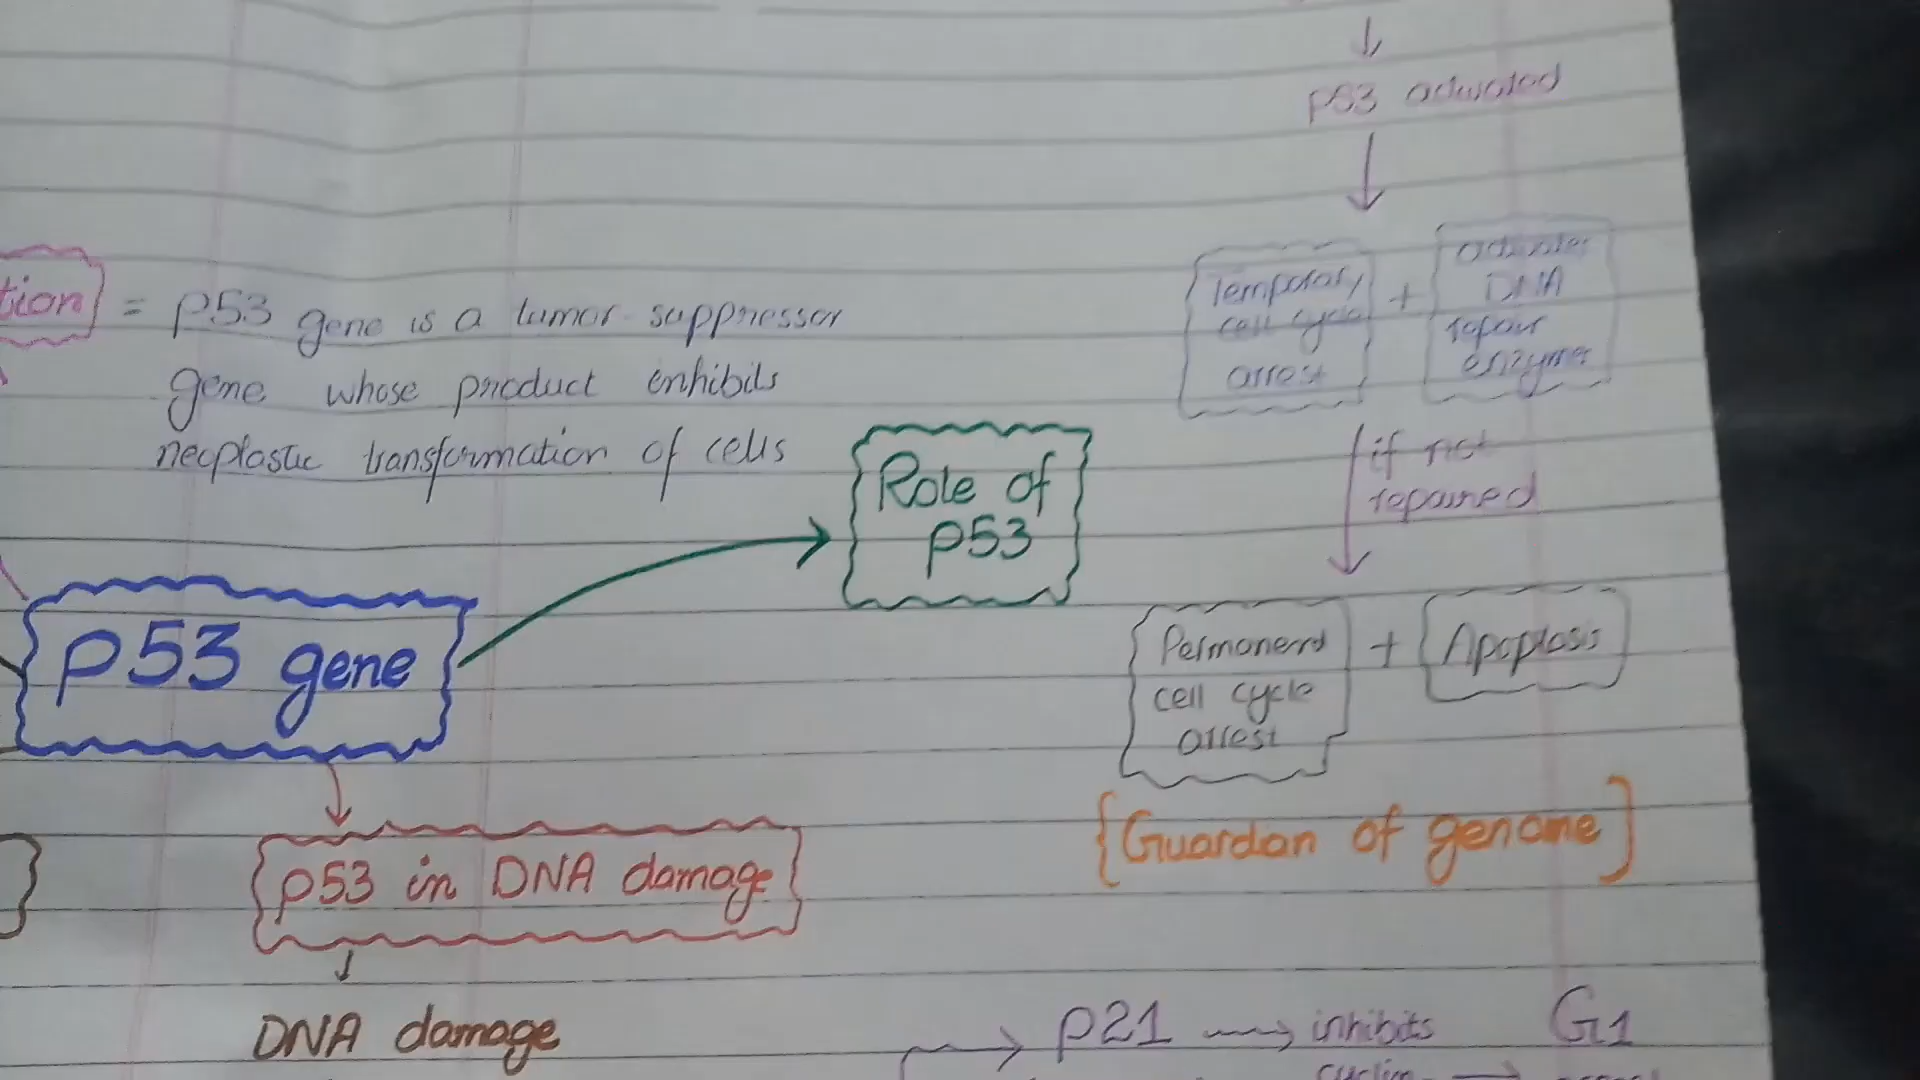 p53 activated
Temporary
cell cycle
arrest
+
activates
DNA
repair
enzymes
tion = p53 gene is a tumor suppressor
gene whose product inhibits
neoplastic transformation of cells
if not
repaired
Role of
p53
p53 gene
Permanent
cell cycle
arrest
+
Apoptosis
{Guardian of genome}
p53 in DNA damage
DNA damage
p21 inhibits G1
cyclin